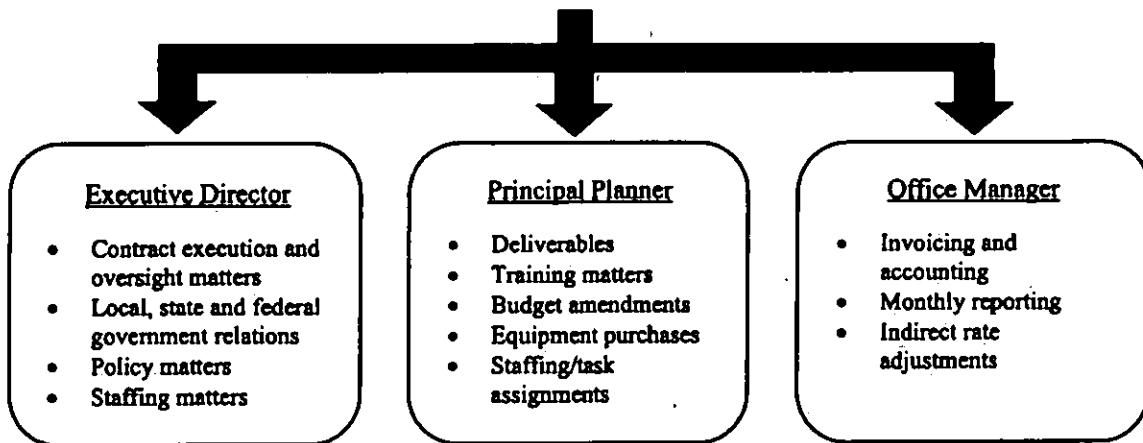 Executive Director
• Contract execution and
oversight matters
• Local, state and federal
government relations
• Policy matters
• Staffing matters
Principal Planner
• Deliverables
• Training matters
• Budget amendments
• Equipment purchases
• Staffing/task
assignments
Office Manager
• Invoicing and
accounting
• Monthly reporting
• Indirect rate
adjustments